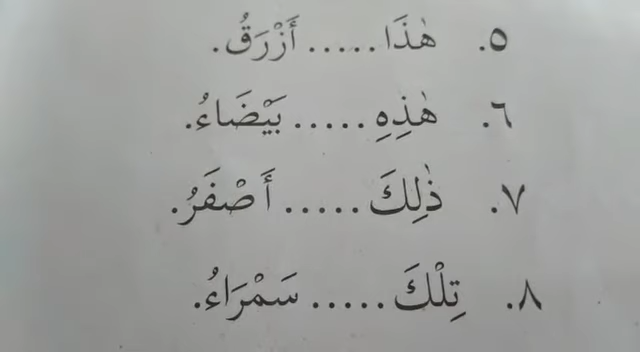 ٥. هٰذَا ..... أَزْرَقُ.
٦. هٰذِهِ ..... بَيْضَاءُ.
٧. ذٰلِكَ ..... أَصْفَرُ.
٨. تِلْكَ ..... سَمْرَاءُ.